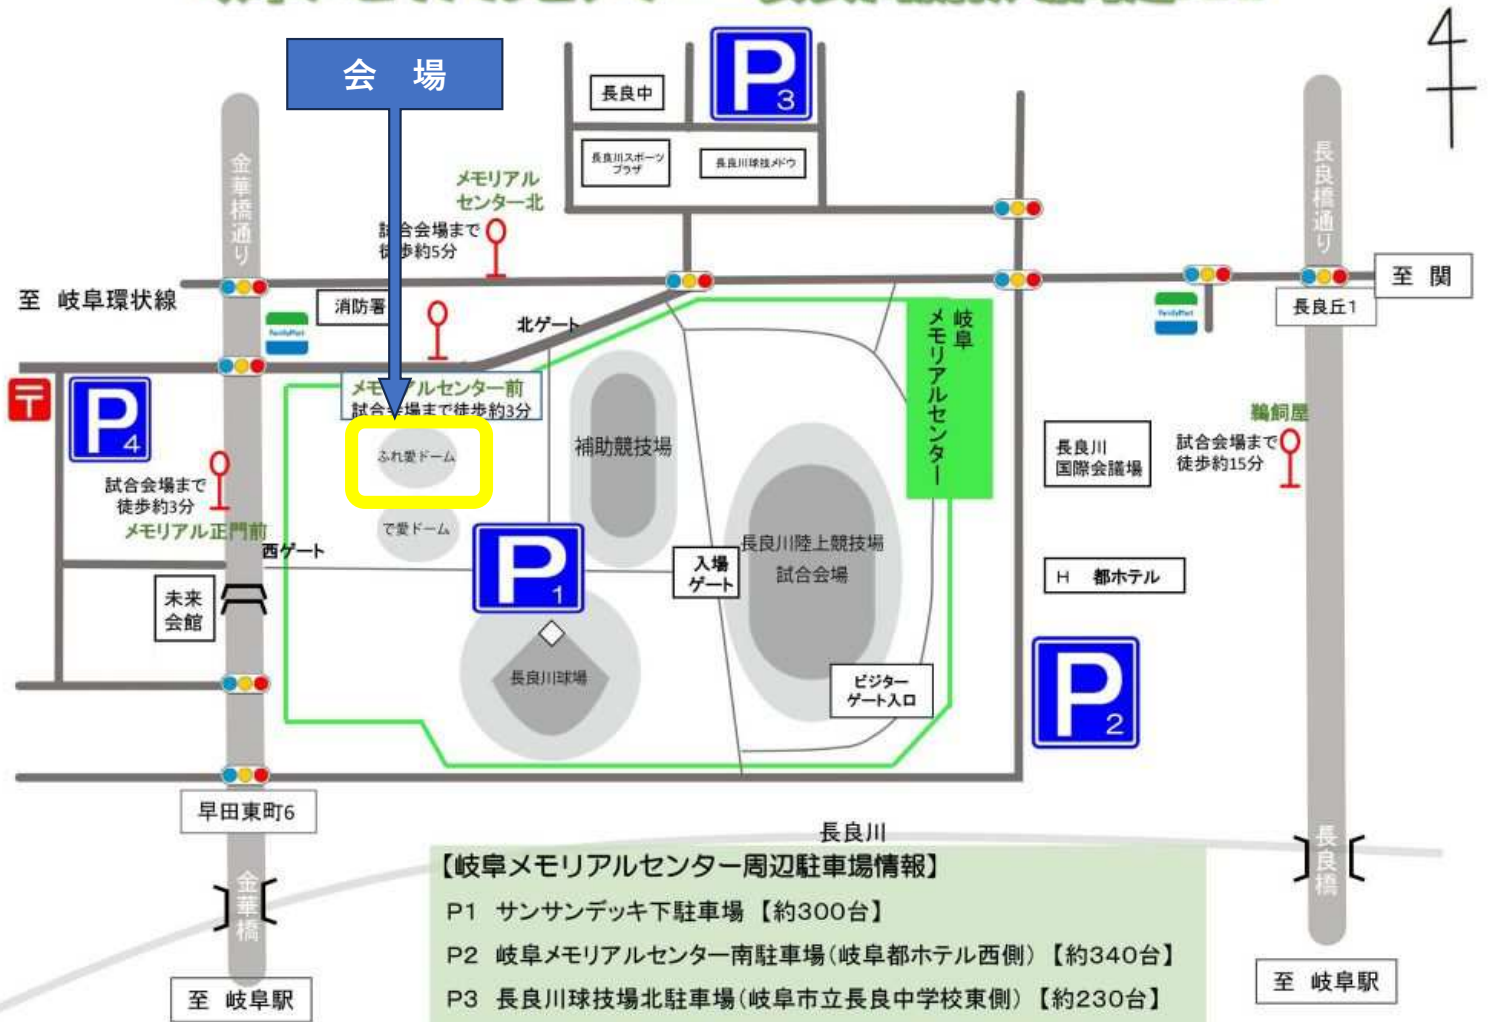 会 場
P3
長良中
長良川スポーツ
プラザ
長良川球技メドウ
金華橋通り
長良橋通り
メモリアル
センター北
試合会場まで
徒歩約5分
至 岐阜環状線
消防署
FamilyMart
北ゲート
FamilyMart
至 関
長良丘1
岐阜
メモリアルセンター
〒
P4
メモリアルセンター前
試合会場まで徒歩約3分
ふれ愛ドーム
で愛ドーム
補助競技場
長良川
国際会議場
鵜飼屋
試合会場まで
徒歩約15分
試合会場まで
徒歩約3分
メモリアル正門前
西ゲート
P1
入場
ゲート
長良川陸上競技場
試合会場
H 都ホテル
未来
会館
長良川球場
ビジター
ゲート入口
P2
早田東町6
長良川
金華橋
長良橋
至 岐阜駅
至 岐阜駅
【岐阜メモリアルセンター周辺駐車場情報】
P1 サンサンデッキ下駐車場【約300台】
P2 岐阜メモリアルセンター南駐車場(岐阜都ホテル西側)【約340台】
P3 長良川球技場北駐車場(岐阜市立長良中学校東側)【約230台】